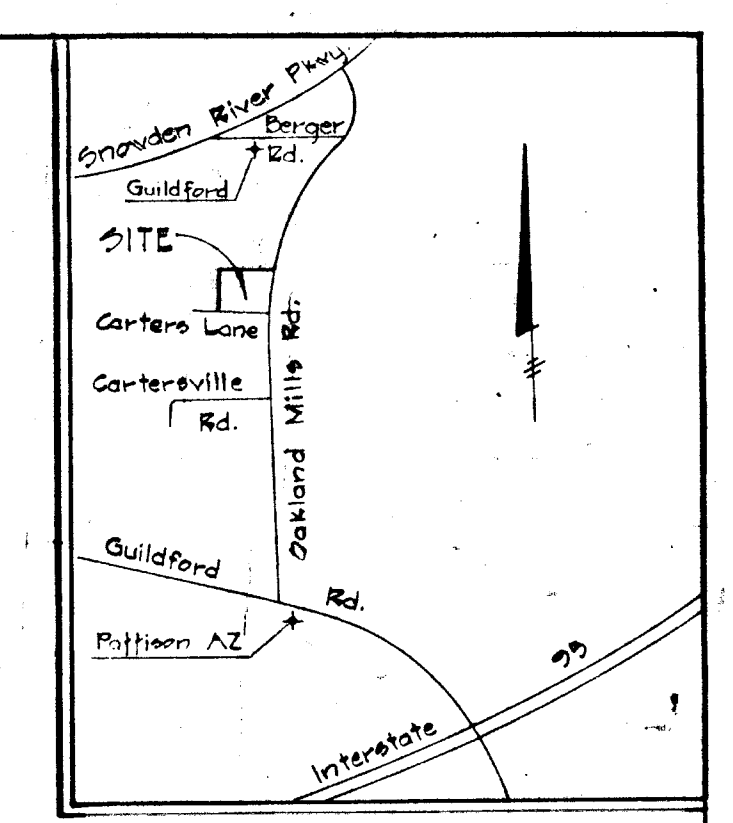 Snowden River Pkwy.
Berger
Rd.
Guildford
SITE
Carters Lane
Oakland Mills Rd.
Cartersville
Rd.
Guildford Rd.
Pattison AZ
Interstate 95